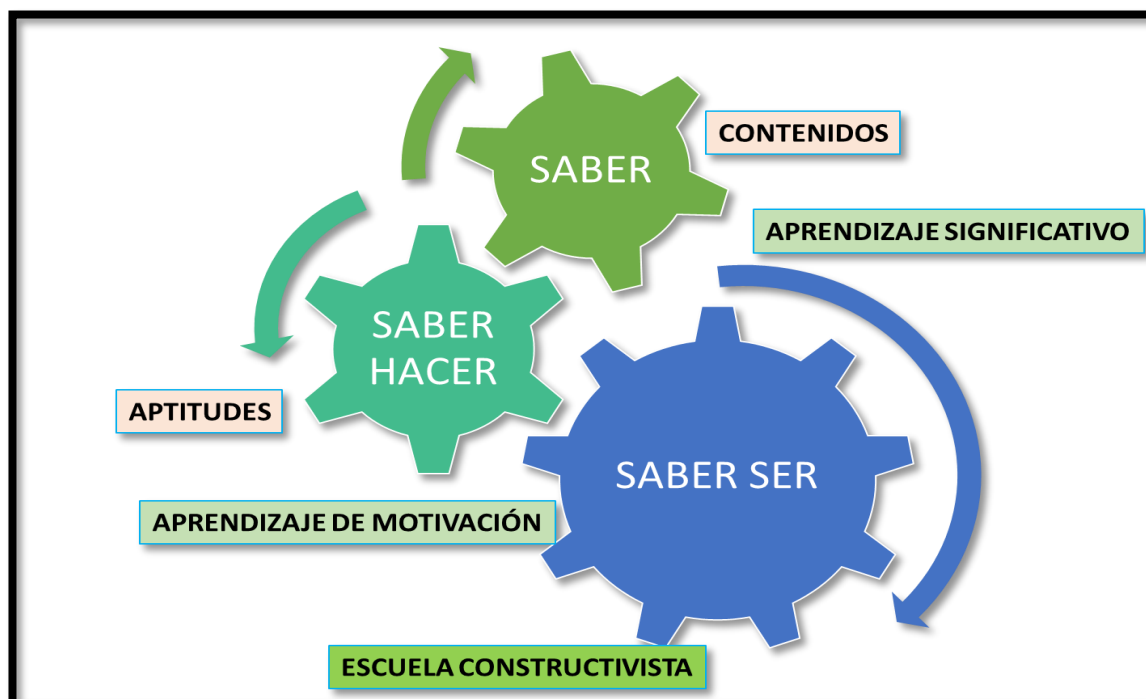 SABER
CONTENIDOS
APRENDIZAJE SIGNIFICATIVO
SABER
HACER
APTITUDES
SABER SER
APRENDIZAJE DE MOTIVACIÓN
ESCUELA CONSTRUCTIVISTA